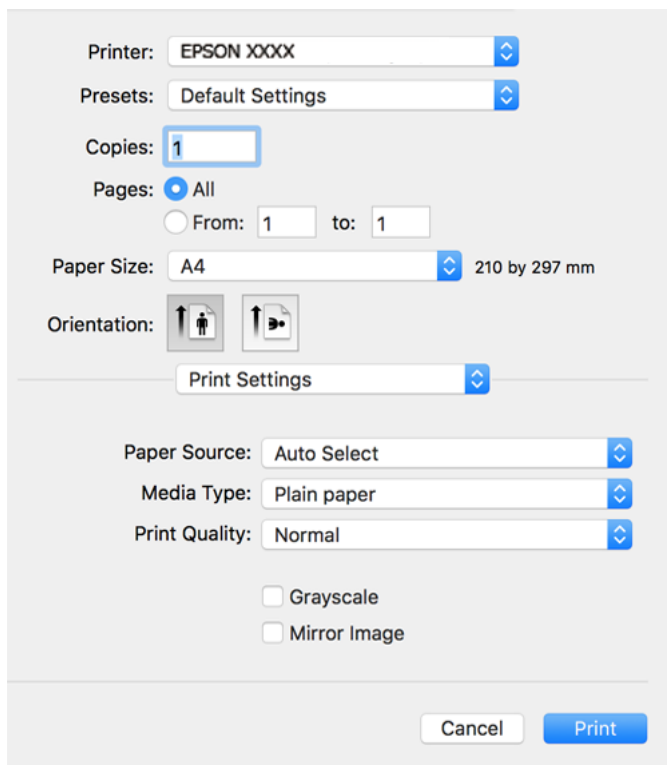 Printer: EPSON XXXX
Presets: Default Settings
Copies: 1
Pages: All
From: 1 to: 1
Paper Size: A4 210 by 297 mm
Orientation:
Print Settings
Paper Source: Auto Select
Media Type: Plain paper
Print Quality: Normal
Grayscale
Mirror Image
Cancel Print